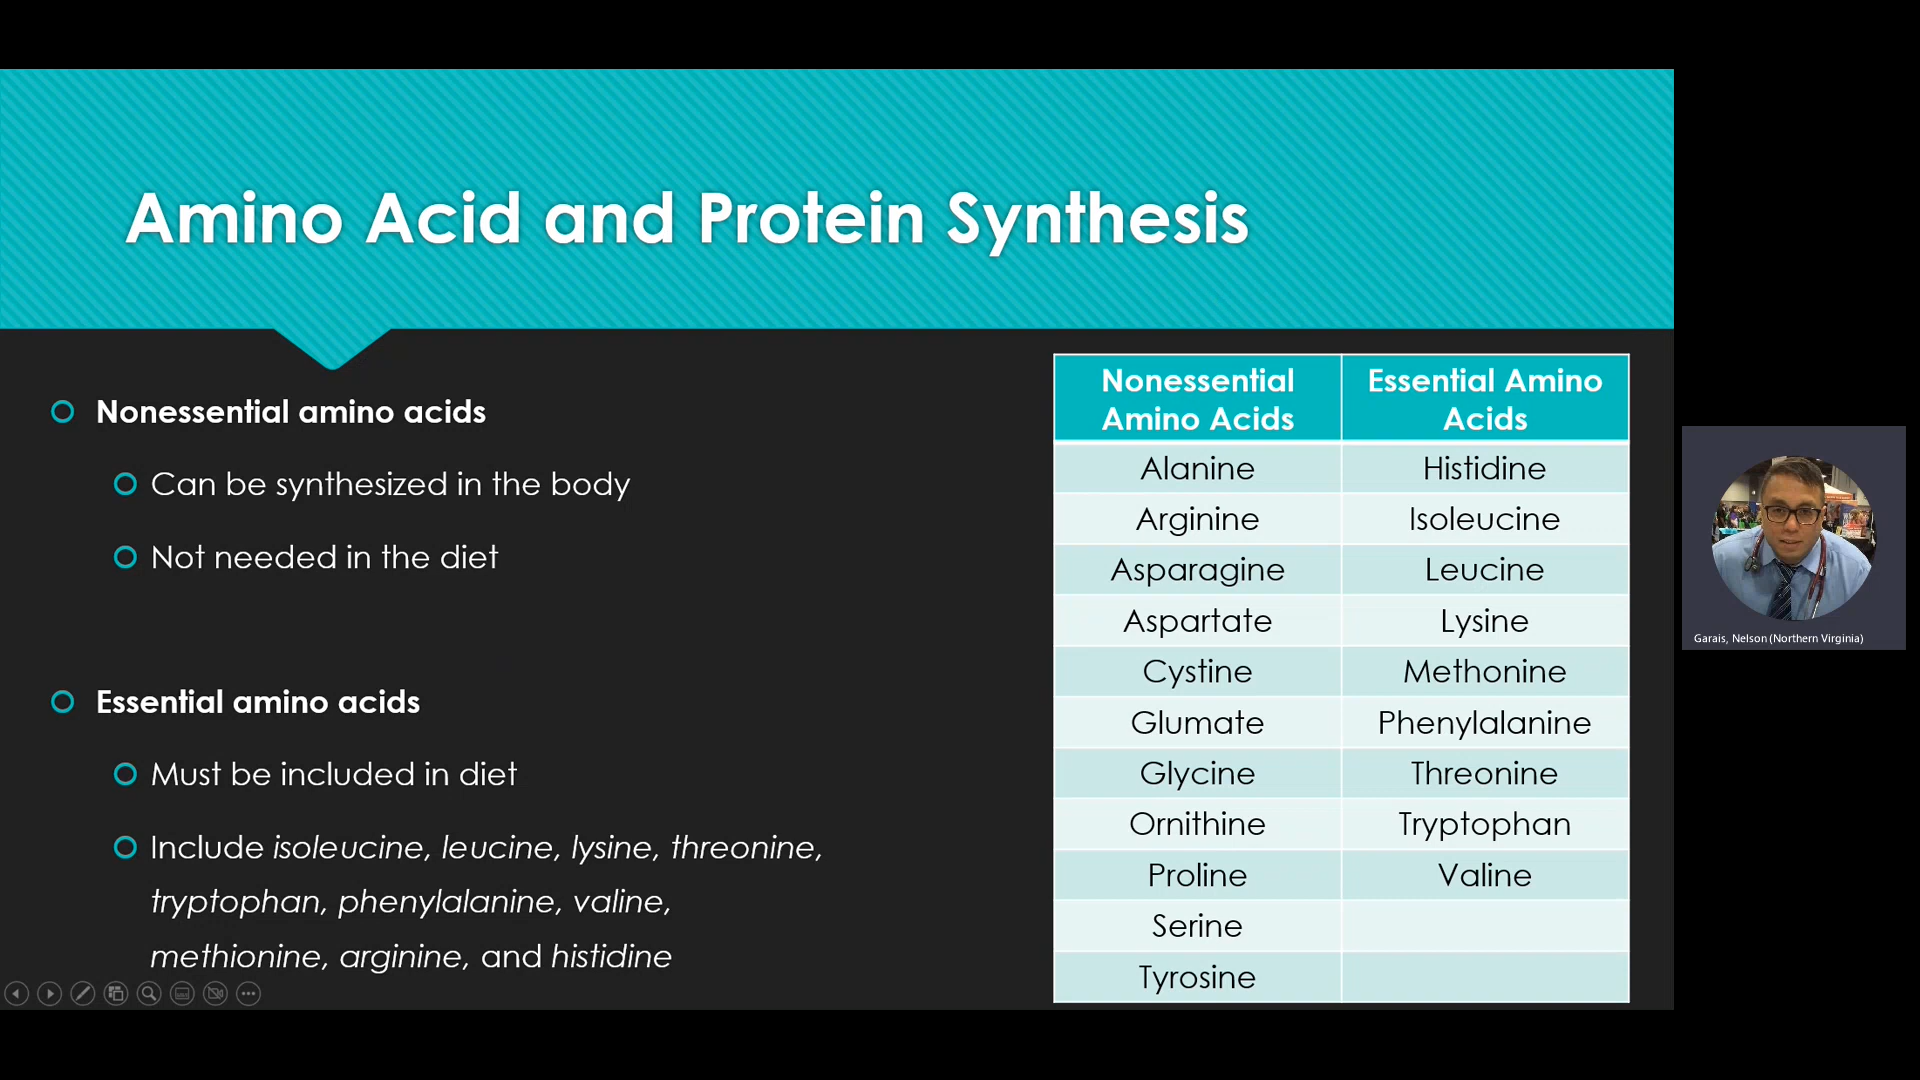 Amino Acid and Protein Synthesis
Nonessential amino acids
Can be synthesized in the body
Not needed in the diet
Essential amino acids
Must be included in diet
Include isoleucine, leucine, lysine, threonine,
tryptophan, phenylalanine, valine,
methionine, arginine, and histidine
Nonessential Essential Amino
Amino Acids Acids
Alanine Histidine
Arginine Isoleucine
Asparagine Leucine
Aspartate Lysine
Cystine Methonine
Glumate Phenylalanine
Glycine Threonine
Ornithine Tryptophan
Proline Valine
Serine
Tyrosine
Garais, Nelson (Northern Virginia)